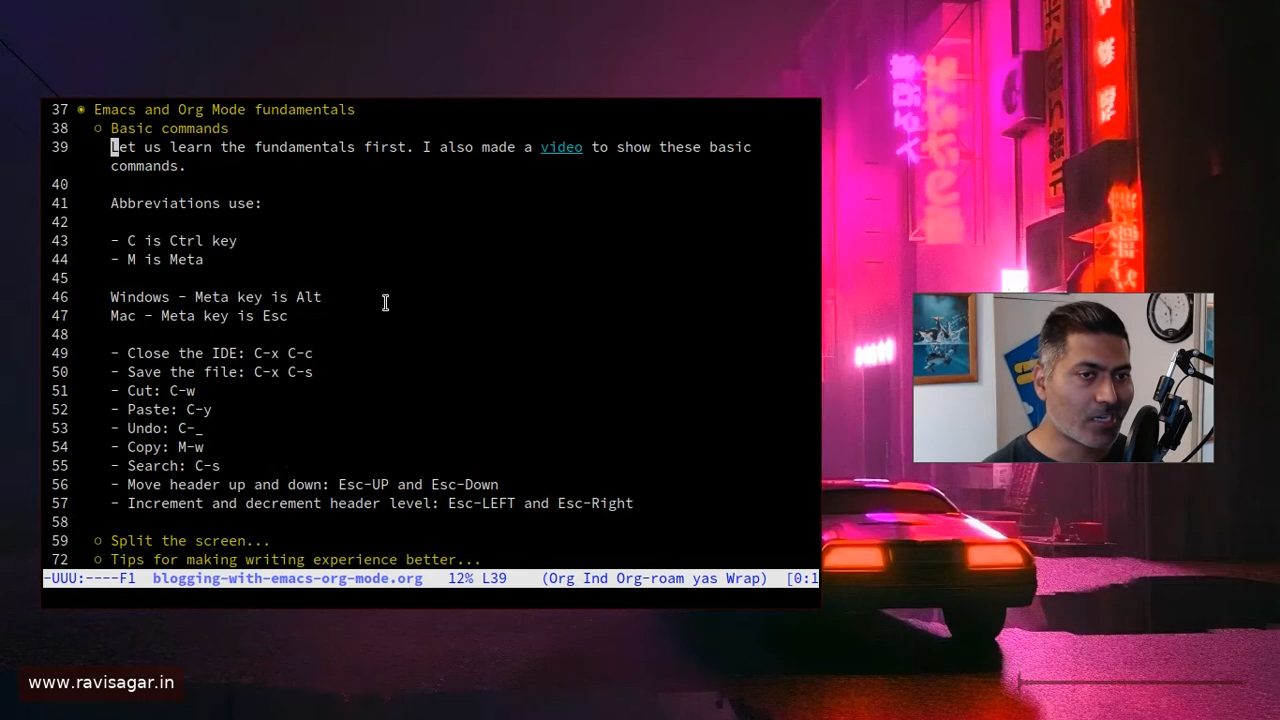 37 ◉ Emacs and Org Mode fundamentals
38 ○ Basic commands
39 Let us learn the fundamentals first. I also made a video to show these basic
commands.
40
41 Abbreviations use:
42
43 - C is Ctrl key
44 - M is Meta
45
46 Windows - Meta key is Alt
47 Mac - Meta key is Esc
48
49 - Close the IDE: C-x C-c
50 - Save the file: C-x C-s
51 - Cut: C-w
52 - Paste: C-y
53 - Undo: C-_
54 - Copy: M-w
55 - Search: C-s
56 - Move header up and down: Esc-UP and Esc-Down
57 - Increment and decrement header level: Esc-LEFT and Esc-Right
58
59 ○ Split the screen...
72 ○ Tips for making writing experience better...
-UUU:----F1 blogging-with-emacs-org-mode.org 12% L39 (Org Ind Org-roam yas Wrap) [0:1
www.ravisagar.in